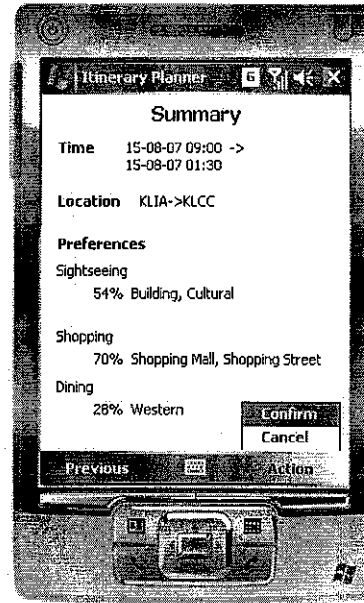 Itinerary Planner
Summary
Time 15-08-07 09:00 ->
15-08-07 01:30
Location KLIA->KLCC
Preferences
Sightseeing
54% Building, Cultural
Shopping
70% Shopping Mall, Shopping Street
Dining
28% Western
Confirm
Cancel
Previous Action